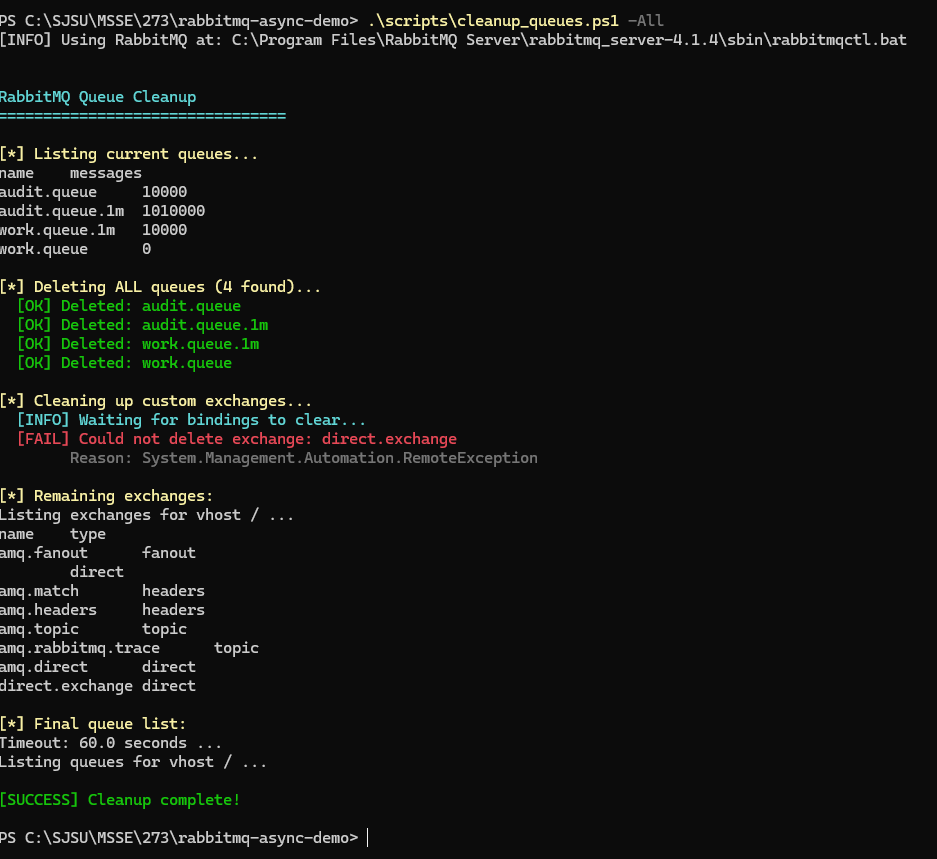 PS C:\SJSU\MSSE\273\rabbitmq-async-demo> .\scripts\cleanup_queues.ps1 -All
[INFO] Using RabbitMQ at: C:\Program Files\RabbitMQ Server\rabbitmq_server-4.1.4\sbin\rabbitmqctl.bat
RabbitMQ Queue Cleanup
================================
[*] Listing current queues...
name    messages
audit.queue     10000
audit.queue.1m  1010000
work.queue.1m   10000
work.queue      0
[*] Deleting ALL queues (4 found)...
  [OK] Deleted: audit.queue
  [OK] Deleted: audit.queue.1m
  [OK] Deleted: work.queue.1m
  [OK] Deleted: work.queue
[*] Cleaning up custom exchanges...
  [INFO] Waiting for bindings to clear...
  [FAIL] Could not delete exchange: direct.exchange
        Reason: System.Management.Automation.RemoteException
[*] Remaining exchanges:
Listing exchanges for vhost / ...
name    type
amq.fanout      fanout
        direct
amq.match       headers
amq.headers     headers
amq.topic       topic
amq.rabbitmq.trace      topic
amq.direct      direct
direct.exchange direct
[*] Final queue list:
Timeout: 60.0 seconds ...
Listing queues for vhost / ...
[SUCCESS] Cleanup complete!
PS C:\SJSU\MSSE\273\rabbitmq-async-demo>